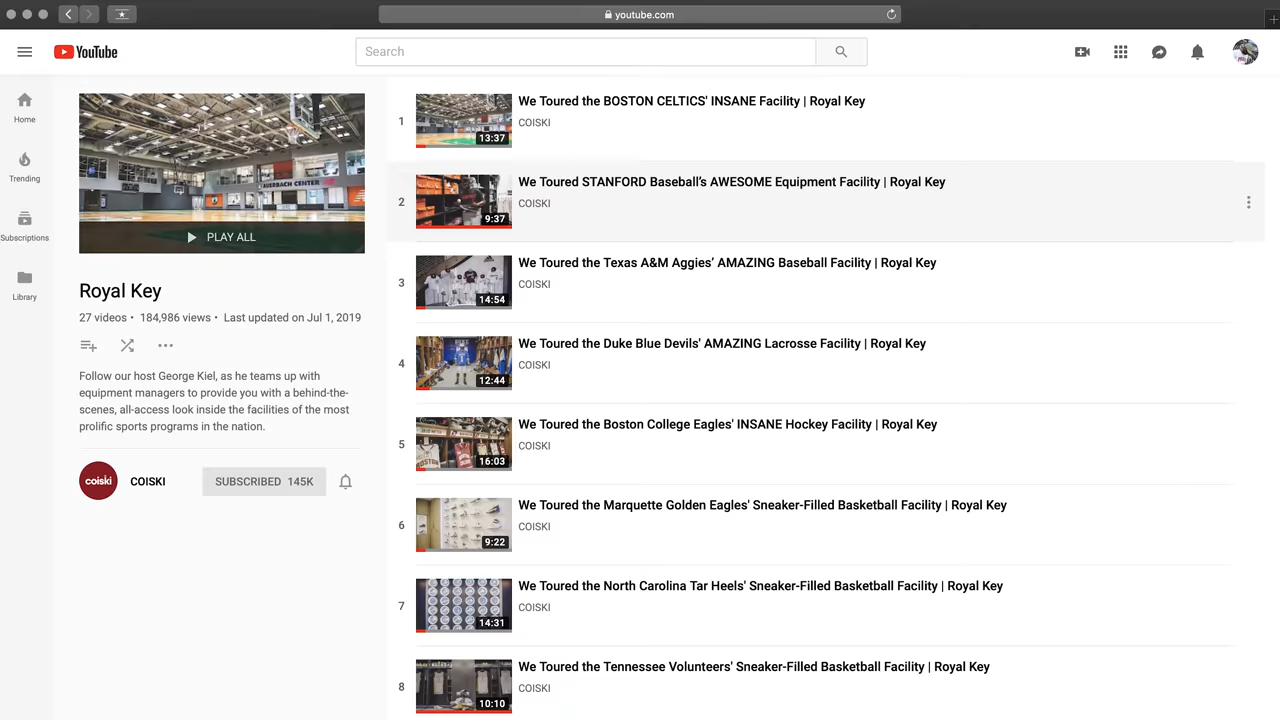 youtube.com
YouTube
Search
Home
Trending
Subscriptions
Library
AUERBACH CENTER
PLAY ALL
Royal Key
27 videos • 184,986 views • Last updated on Jul 1, 2019
Follow our host George Kiel, as he teams up with
equipment managers to provide you with a behind-the-
scenes, all-access look inside the facilities of the most
prolific sports programs in the nation.
coiski
COISKI
SUBSCRIBED 145K
1
13:37
We Toured the BOSTON CELTICS' INSANE Facility | Royal Key
COISKI
2
9:37
We Toured STANFORD Baseball’s AWESOME Equipment Facility | Royal Key
COISKI
3
14:54
We Toured the Texas A&M Aggies’ AMAZING Baseball Facility | Royal Key
COISKI
4
12:44
We Toured the Duke Blue Devils' AMAZING Lacrosse Facility | Royal Key
COISKI
5
16:03
We Toured the Boston College Eagles' INSANE Hockey Facility | Royal Key
COISKI
6
9:22
We Toured the Marquette Golden Eagles' Sneaker-Filled Basketball Facility | Royal Key
COISKI
7
14:31
We Toured the North Carolina Tar Heels' Sneaker-Filled Basketball Facility | Royal Key
COISKI
8
10:10
We Toured the Tennessee Volunteers' Sneaker-Filled Basketball Facility | Royal Key
COISKI